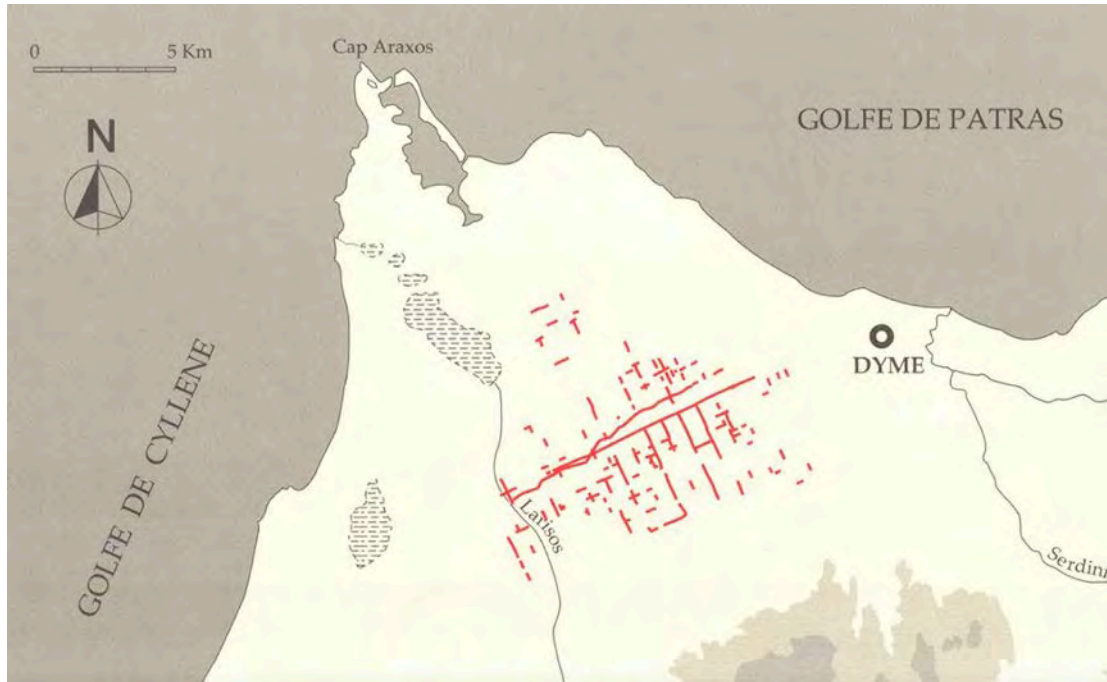 Cap Araxos
0 5 Km
N
GOLFE DE PATRAS
DYME
GOLFE DE CYLLENE
Larisos